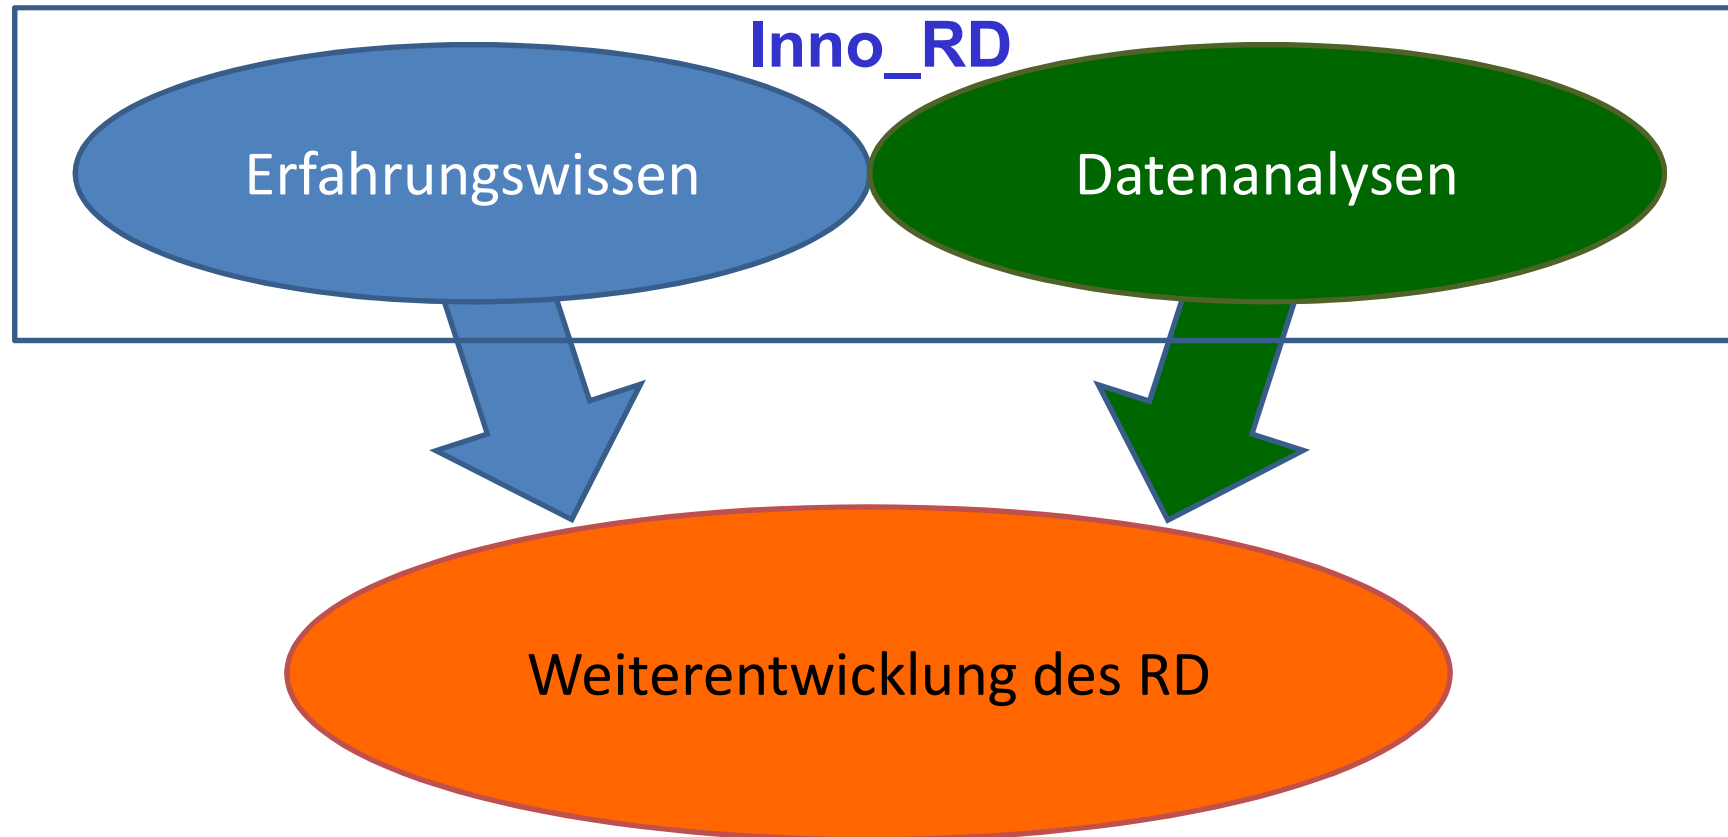 Inno_RD
Erfahrungswissen
Datenanalysen
Weiterentwicklung des RD